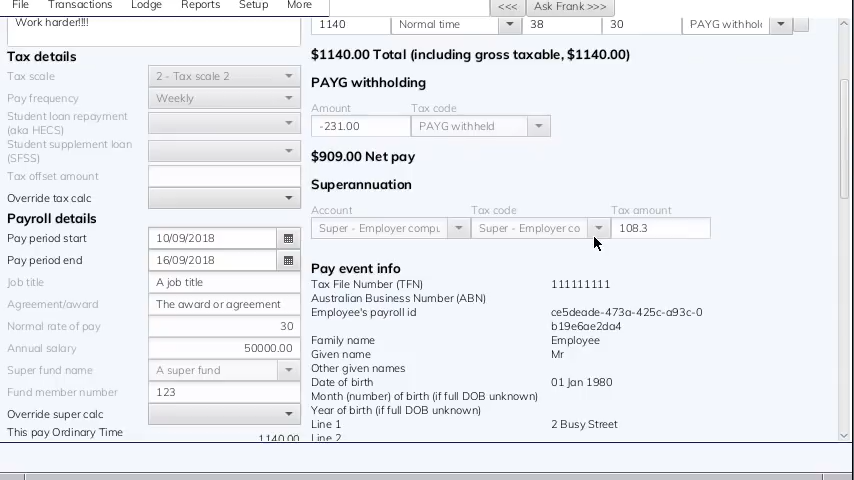 File Transactions Lodge Reports Setup More <<< Ask Frank >>>
Work harder!!!!
Tax details
Tax scale 2 - Tax scale 2
Pay frequency Weekly
Student loan repayment
(aka HECS)
Student supplement loan
(SFSS)
Tax offset amount
Override tax calc
Payroll details
Pay period start 10/09/2018
Pay period end 16/09/2018
Job title A job title
Agreement/award The award or agreement
Normal rate of pay 30
Annual salary 50000.00
Super fund name A super fund
Fund member number 123
Override super calc
This pay Ordinary Time
1140.00
1140 Normal time 38 30 PAYG withhol
$1140.00 Total (including gross taxable, $1140.00)
PAYG withholding
Amount Tax code
-231.00 PAYG withheld
$909.00 Net pay
Superannuation
Account Tax code Tax amount
Super - Employer compu Super - Employer co 108.3
Pay event info
Tax File Number (TFN) 111111111
Australian Business Number (ABN)
Employee's payroll id ce5deade-473a-425c-a93c-0
b19e6ae2da4
Family name Employee
Given name Mr
Other given names
Date of birth 01 Jan 1980
Month (number) of birth (if full DOB unknown)
Year of birth (if full DOB unknown)
Line 1 2 Busy Street
Line 2